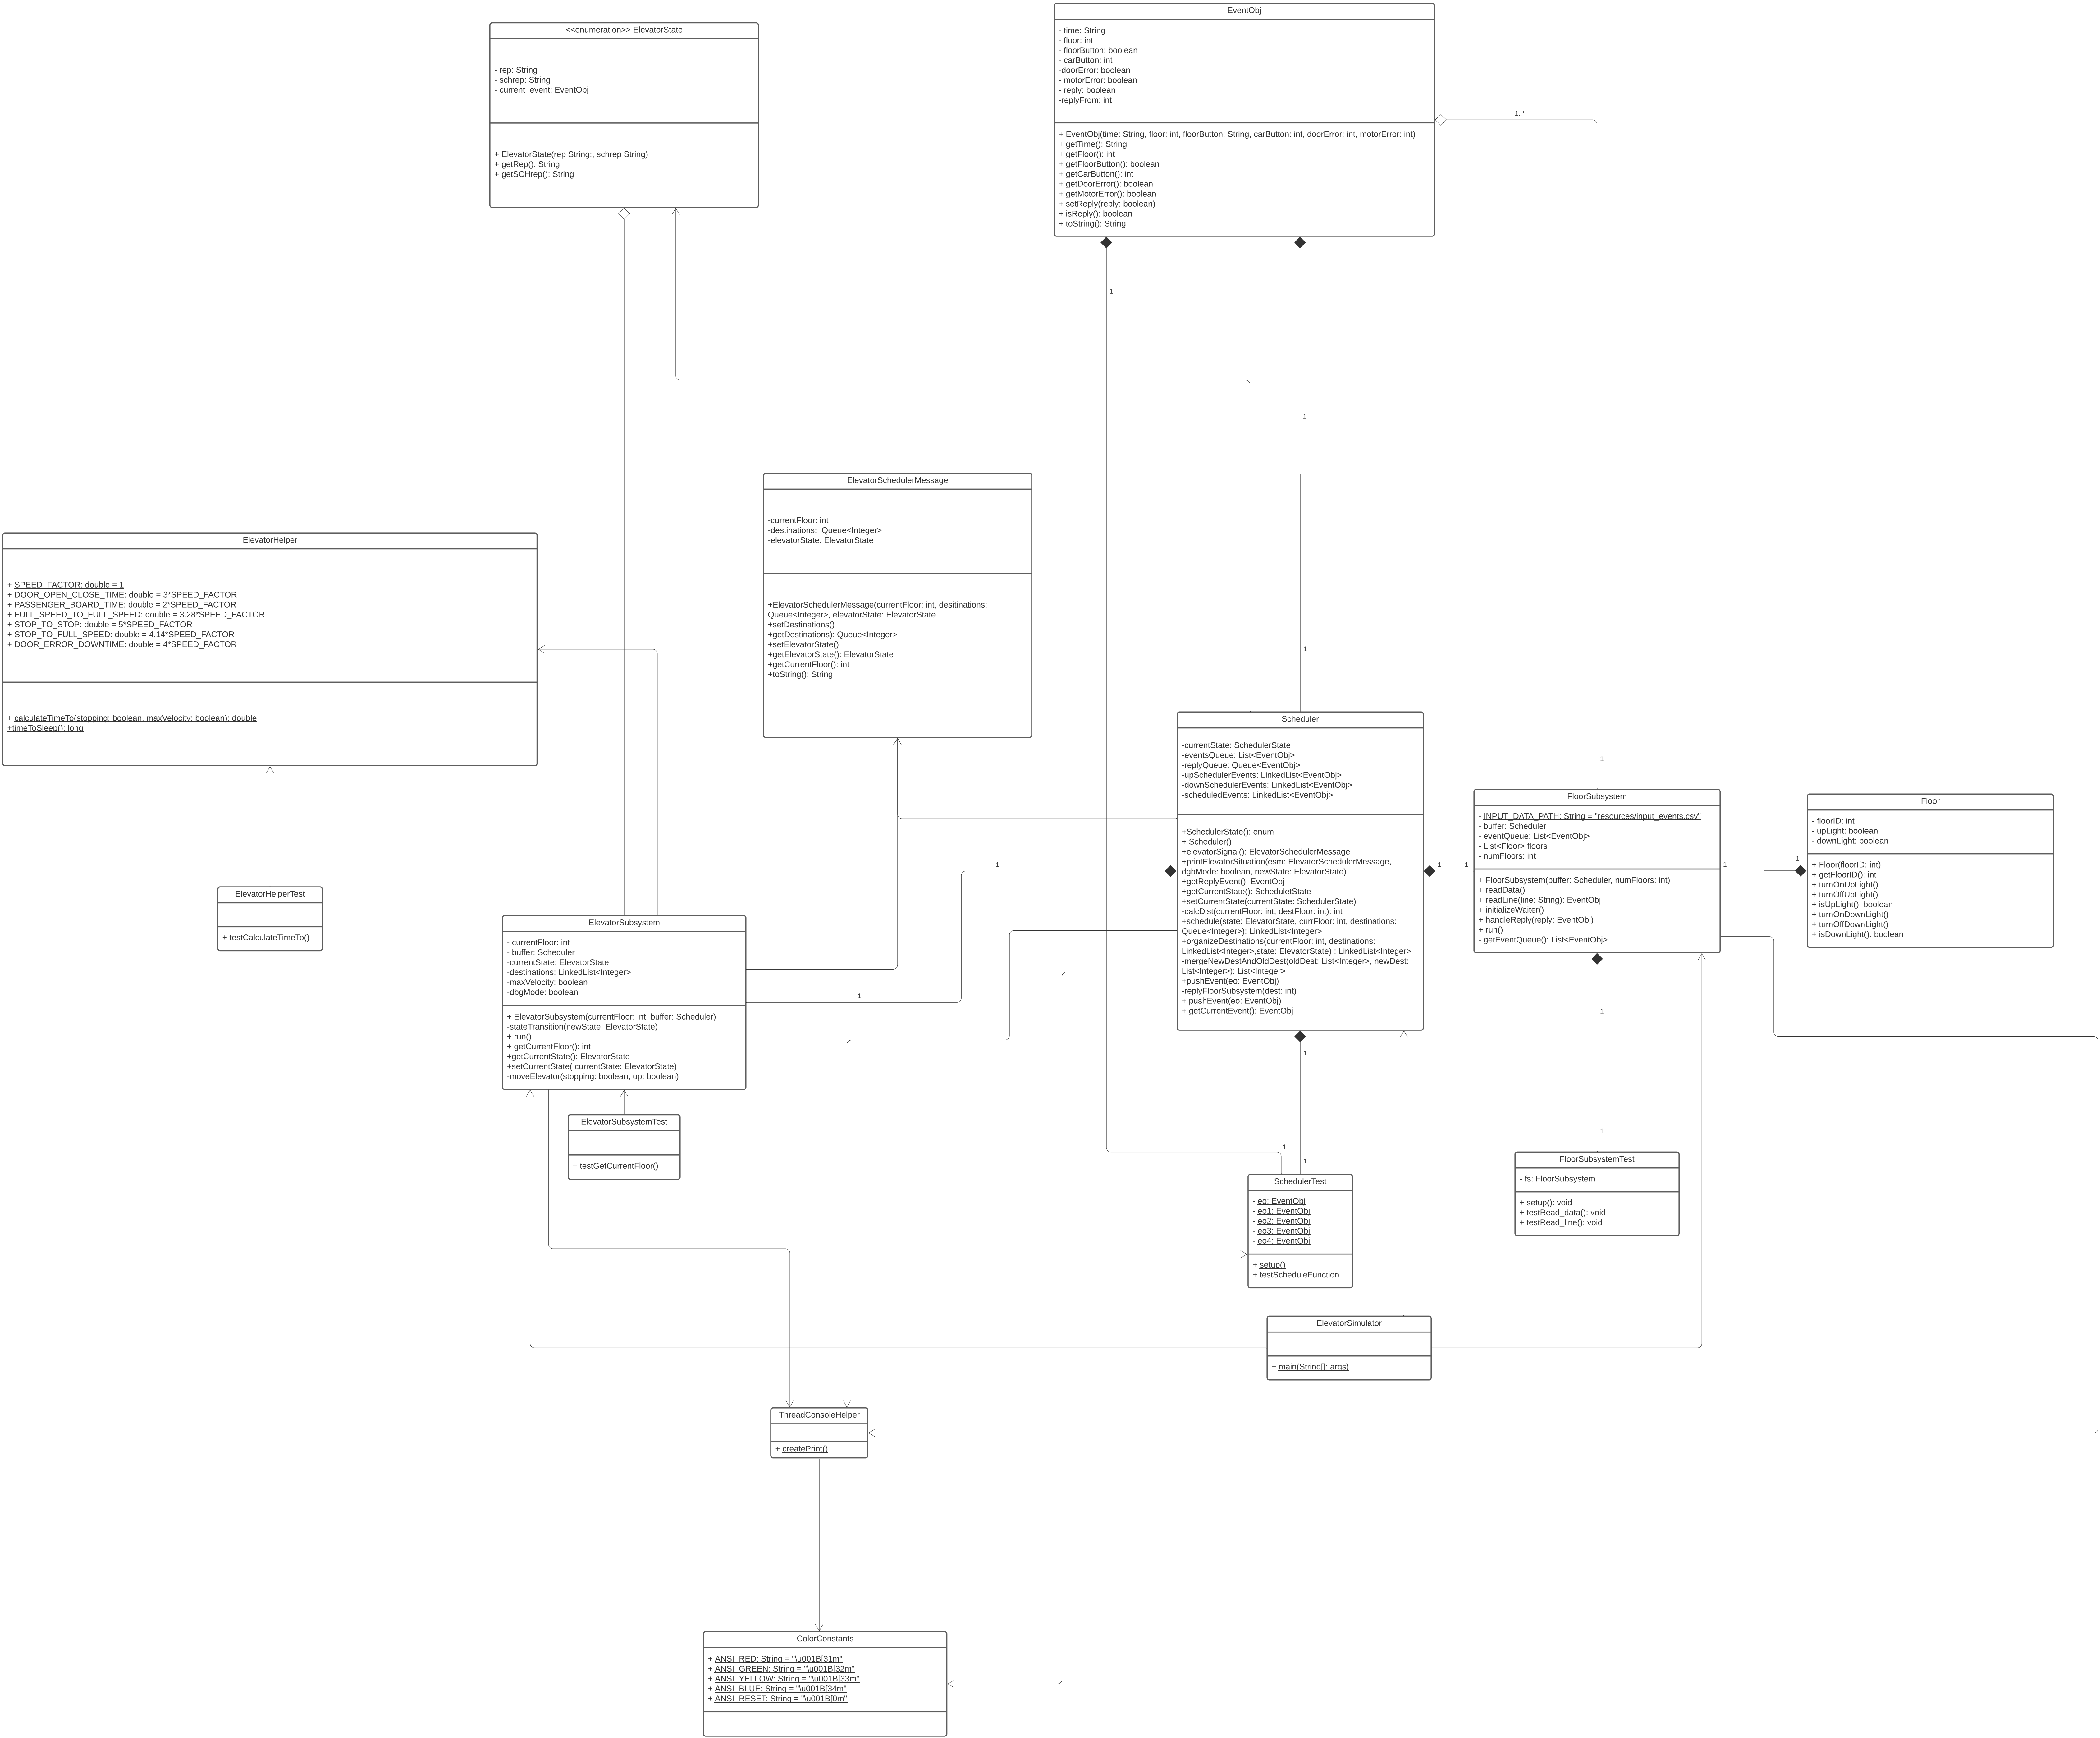 <<enumeration>> ElevatorState
- rep: String
- schrep: String
- current_event: EventObj
+ ElevatorState(rep String:, schrep String)
+ getRep(): String
+ getSCHrep(): String
EventObj
- time: String
- floor: int
- floorButton: boolean
- carButton: int
-doorError: boolean
- motorError: boolean
- reply: boolean
-replyFrom: int
+ EventObj(time: String, floor: int, floorButton: String, carButton: int, doorError: int, motorError: int)
+ getTime(): String
+ getFloor(): int
+ getFloorButton(): boolean
+ getCarButton(): int
+ getDoorError(): boolean
+ getMotorError(): boolean
+ setReply(reply: boolean)
+ isReply(): boolean
+ toString(): String
1..*
1
1
1
1
ElevatorSchedulerMessage
-currentFloor: int
-destinations:  Queue<Integer>
-elevatorState: ElevatorState
+ElevatorSchedulerMessage(currentFloor: int, desitinations:
Queue<Integer>, elevatorState: ElevatorState
+setDestinations()
+getDestinations): Queue<Integer>
+setElevatorState()
+getElevatorState(): ElevatorState
+getCurrentFloor(): int
+toString(): String
ElevatorHelper
+ SPEED_FACTOR: double = 1
+ DOOR_OPEN_CLOSE_TIME: double = 3*SPEED_FACTOR
+ PASSENGER_BOARD_TIME: double = 2*SPEED_FACTOR
+ FULL_SPEED_TO_FULL_SPEED: double = 3.28*SPEED_FACTOR
+ STOP_TO_STOP: double = 5*SPEED_FACTOR
+ STOP_TO_FULL_SPEED: double = 4.14*SPEED_FACTOR
+ DOOR_ERROR_DOWNTIME: double = 4*SPEED_FACTOR
+ calculateTimeTo(stopping: boolean, maxVelocity: boolean): double
+timeToSleep(): long
Scheduler
-currentState: SchedulerState
-eventsQueue: List<EventObj>
-replyQueue: Queue<EventObj>
-upSchedulerEvents: LinkedList<EventObj>
-downSchedulerEvents: LinkedList<EventObj>
-scheduledEvents: LinkedList<EventObj>
+SchedulerState(): enum
+ Scheduler()
+elevatorSignal(): ElevatorSchedulerMessage
+printElevatorSituation(esm: ElevatorSchedulerMessage,
dgbMode: boolean, newState: ElevatorState)
+getReplyEvent(): EventObj
+getCurrentState(): ScheduletState
+setCurrentState(currentState: SchedulerState)
-calcDist(currentFloor: int, destFloor: int): int
+schedule(state: ElevatorState, currFloor: int, destinations:
Queue<Integer>): LinkedList<Integer>
+organizeDestinations(currentFloor: int, destinations:
LinkedList<Integer>,state: ElevatorState) : LinkedList<Integer>
-mergeNewDestAndOldDest(oldDest: List<Integer>, newDest:
List<Integer>): List<Integer>
+pushEvent(eo: EventObj)
-replyFloorSubsystem(dest: int)
+ pushEvent(eo: EventObj)
+ getCurrentEvent(): EventObj
FloorSubsystem
- INPUT_DATA_PATH: String = "resources/input_events.csv"
- buffer: Scheduler
- eventQueue: List<EventObj>
- List<Floor> floors
- numFloors: int
+ FloorSubsystem(buffer: Scheduler, numFloors: int)
+ readData()
+ readLine(line: String): EventObj
+ initializeWaiter()
+ handleReply(reply: EventObj)
+ run()
- getEventQueue(): List<EventObj>
Floor
- floorID: int
- upLight: boolean
- downLight: boolean
+ Floor(floorID: int)
+ getFloorID(): int
+ turnOnUpLight()
+ turnOffUpLight()
+ isUpLight(): boolean
+ turnOnDownLight()
+ turnOffDownLight()
+ isDownLight(): boolean
1
1
1
1
1
1
ElevatorHelperTest
+ testCalculateTimeTo()
ElevatorSubsystem
- currentFloor: int
- buffer: Scheduler
-currentState: ElevatorState
-destinations: LinkedList<Integer>
-maxVelocity: boolean
-dbgMode: boolean
+ ElevatorSubsystem(currentFloor: int, buffer: Scheduler)
-stateTransition(newState: ElevatorState)
+ run()
+ getCurrentFloor(): int
+getCurrentState(): ElevatorState
+setCurrentState( currentState: ElevatorState)
-moveElevator(stopping: boolean, up: boolean)
ElevatorSubsystemTest
+ testGetCurrentFloor()
1
1
1
1
1
SchedulerTest
- eo: EventObj
- eo1: EventObj
- eo2: EventObj
- eo3: EventObj
- eo4: EventObj
+ setup()
+ testScheduleFunction
FloorSubsystemTest
- fs: FloorSubsystem
+ setup(): void
+ testRead_data(): void
+ testRead_line(): void
ElevatorSimulator
+ main(String[]: args)
ThreadConsoleHelper
+ createPrint()
ColorConstants
+ ANSI_RED: String = "\u001B[31m"
+ ANSI_GREEN: String = "\u001B[32m"
+ ANSI_YELLOW: String = "\u001B[33m"
+ ANSI_BLUE: String = "\u001B[34m"
+ ANSI_RESET: String = "\u001B[0m"